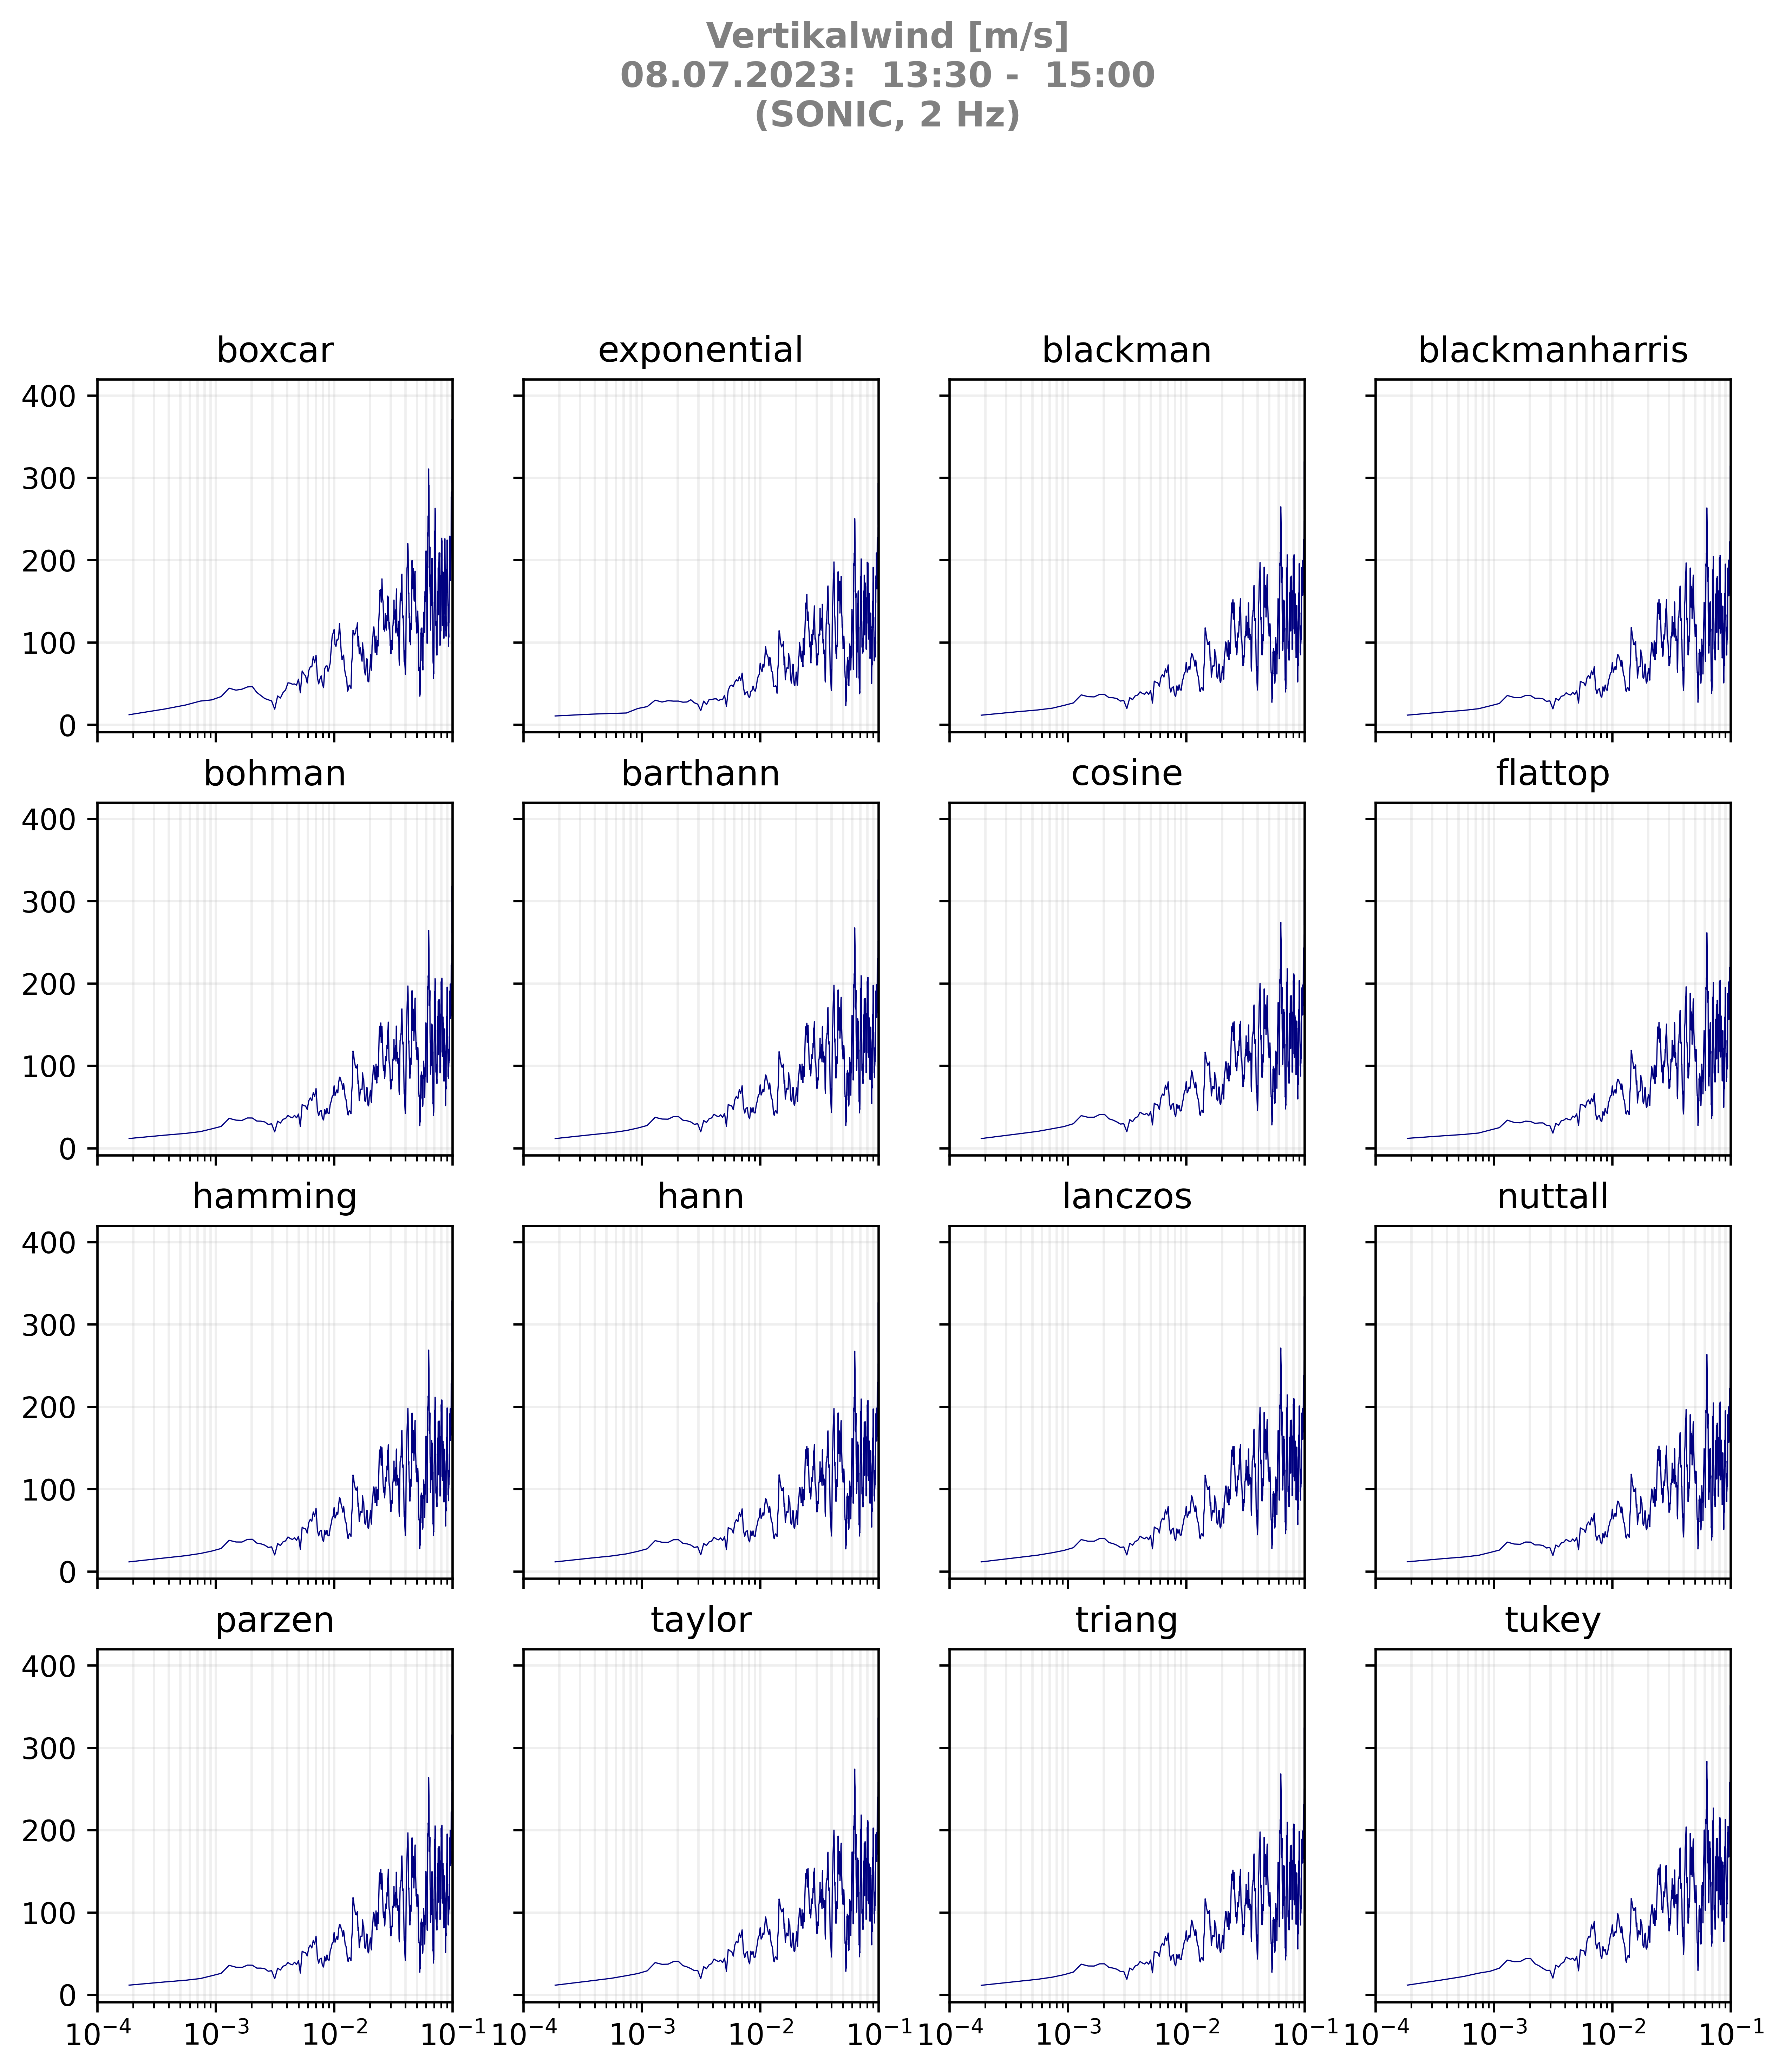 Vertikalwind [m/s]
08.07.2023:  13:30 -  15:00
(SONIC, 2 Hz)
boxcar exponential blackman blackmanharris
400
300
200
100
0
bohman barthann cosine flattop
400
300
200
100
0
hamming hann lanczos nuttall
400
300
200
100
0
parzen taylor triang tukey
400
300
200
100
0
10⁻⁴ 10⁻³ 10⁻² 10⁻¹ 10⁻⁴ 10⁻³ 10⁻² 10⁻¹ 10⁻⁴ 10⁻³ 10⁻² 10⁻¹ 10⁻⁴ 10⁻³ 10⁻² 10⁻¹